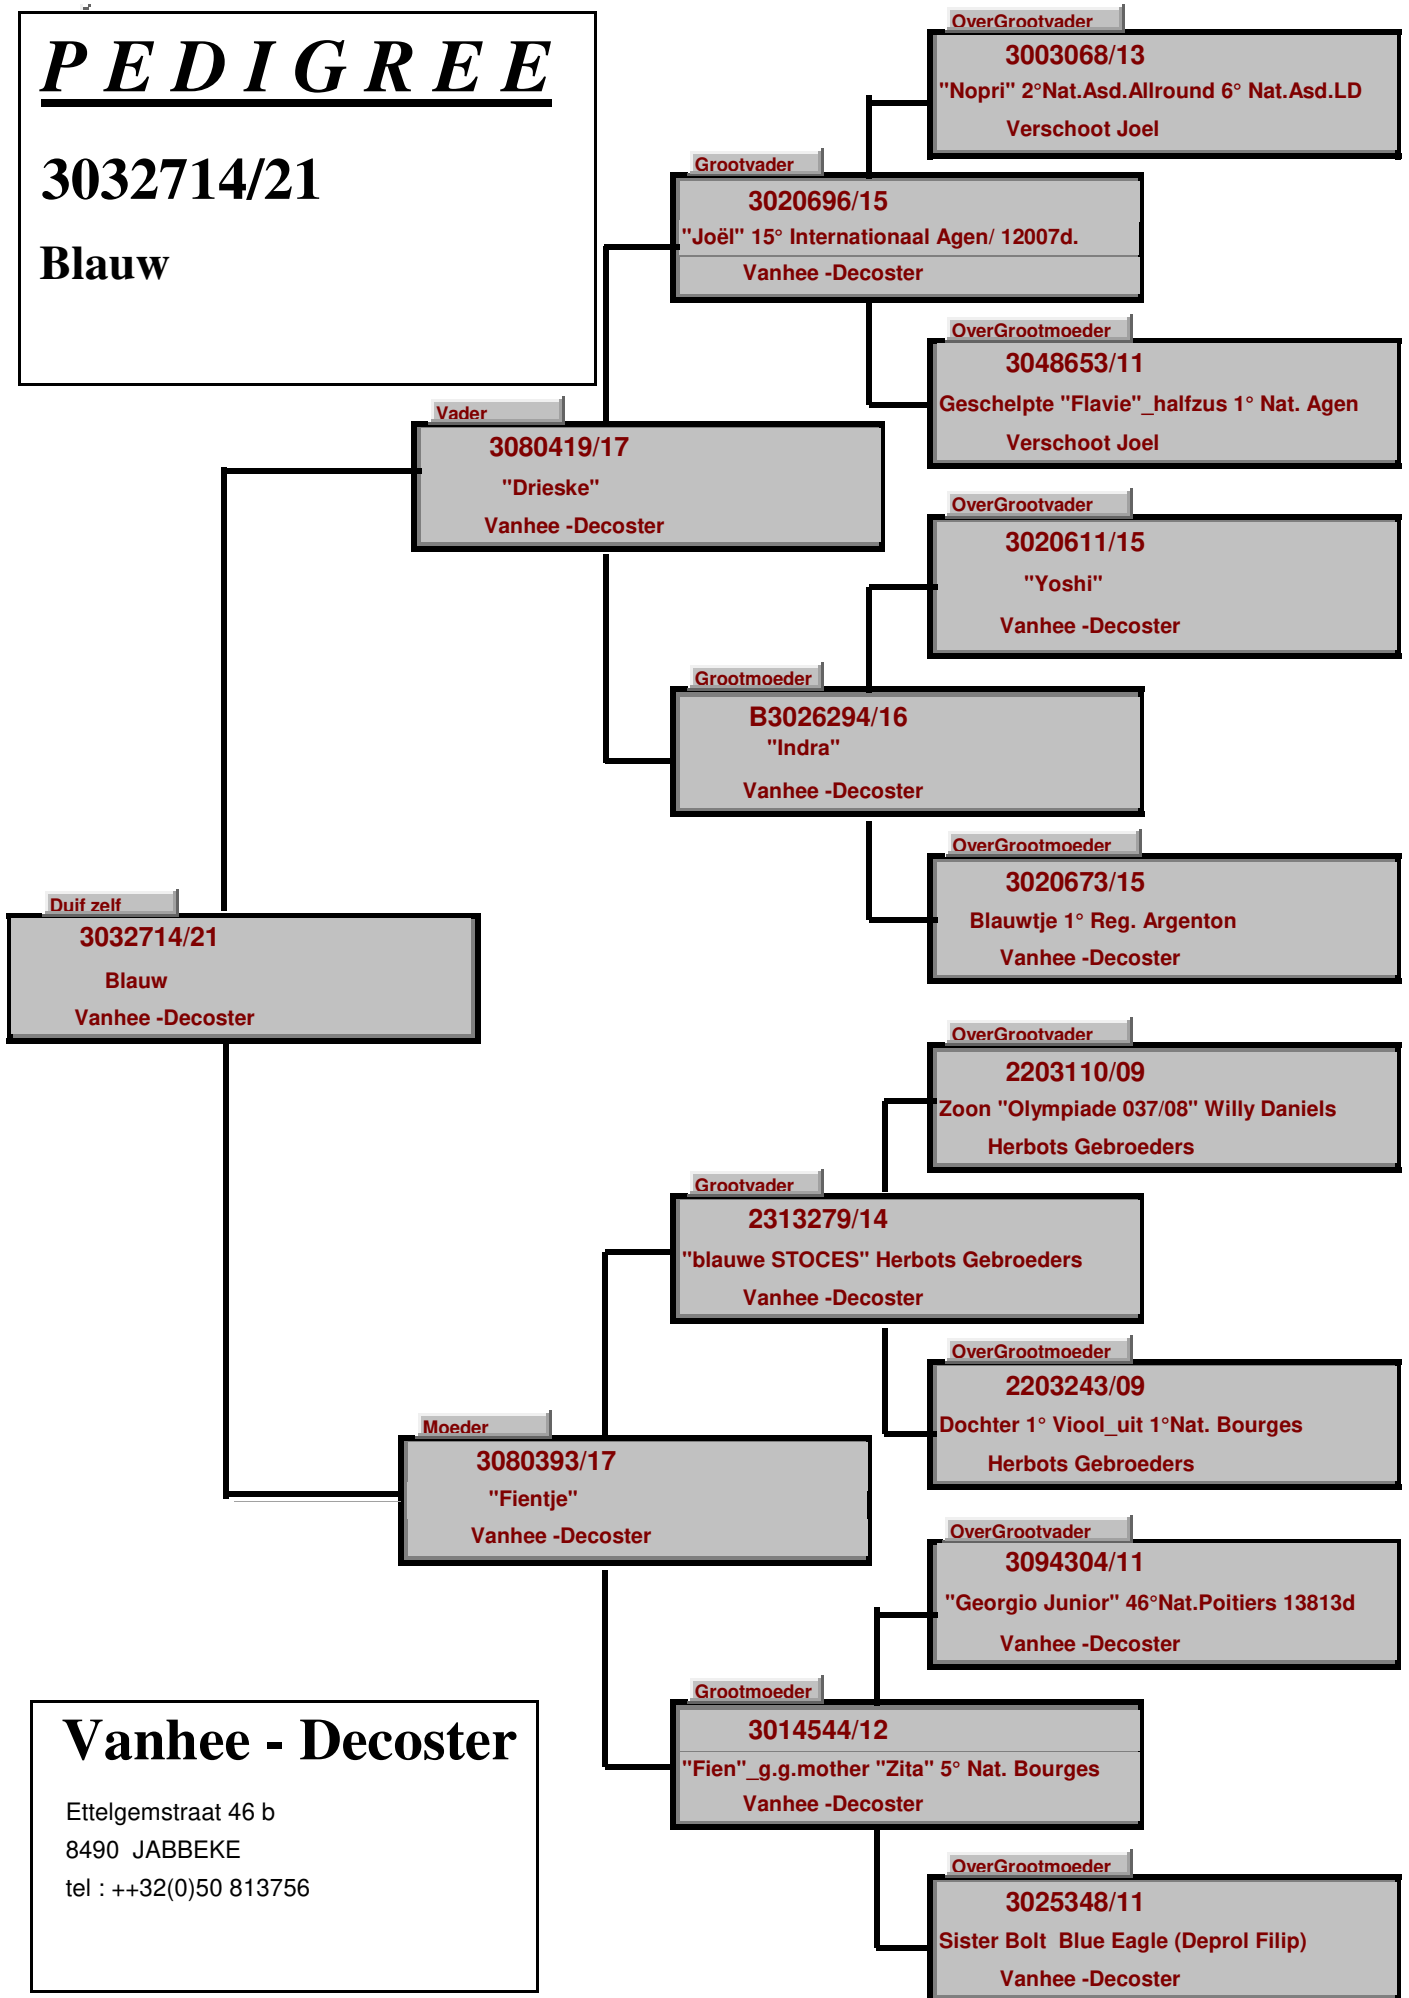 P E D I G R E E
3032714/21
Blauw
OverGrootvader
3003068/13
"Nopri" 2°Nat.Asd.Allround 6° Nat.Asd.LD
Verschoot Joel
Grootvader
3020696/15
"Joël" 15° Internationaal Agen/ 12007d.
Vanhee -Decoster
OverGrootmoeder
3048653/11
Geschelpte "Flavie"_halfzus 1° Nat. Agen
Verschoot Joel
Vader
3080419/17
"Drieske"
Vanhee -Decoster
OverGrootvader
3020611/15
"Yoshi"
Vanhee -Decoster
Grootmoeder
B3026294/16
"Indra"
Vanhee -Decoster
OverGrootmoeder
3020673/15
Blauwtje 1° Reg. Argenton
Vanhee -Decoster
Duif zelf
3032714/21
Blauw
Vanhee -Decoster
OverGrootvader
2203110/09
Zoon "Olympiade 037/08" Willy Daniels
Herbots Gebroeders
Grootvader
2313279/14
"blauwe STOCES" Herbots Gebroeders
Vanhee -Decoster
OverGrootmoeder
2203243/09
Dochter 1° Viool_uit 1°Nat. Bourges
Herbots Gebroeders
Moeder
3080393/17
"Fientje"
Vanhee -Decoster
OverGrootvader
3094304/11
"Georgio Junior" 46°Nat.Poitiers 13813d
Vanhee -Decoster
Grootmoeder
3014544/12
"Fien"_g.g.mother "Zita" 5° Nat. Bourges
Vanhee -Decoster
OverGrootmoeder
3025348/11
Sister Bolt  Blue Eagle (Deprol Filip)
Vanhee -Decoster
Vanhee - Decoster
Ettelgemstraat 46 b
8490  JABBEKE
tel : ++32(0)50 813756